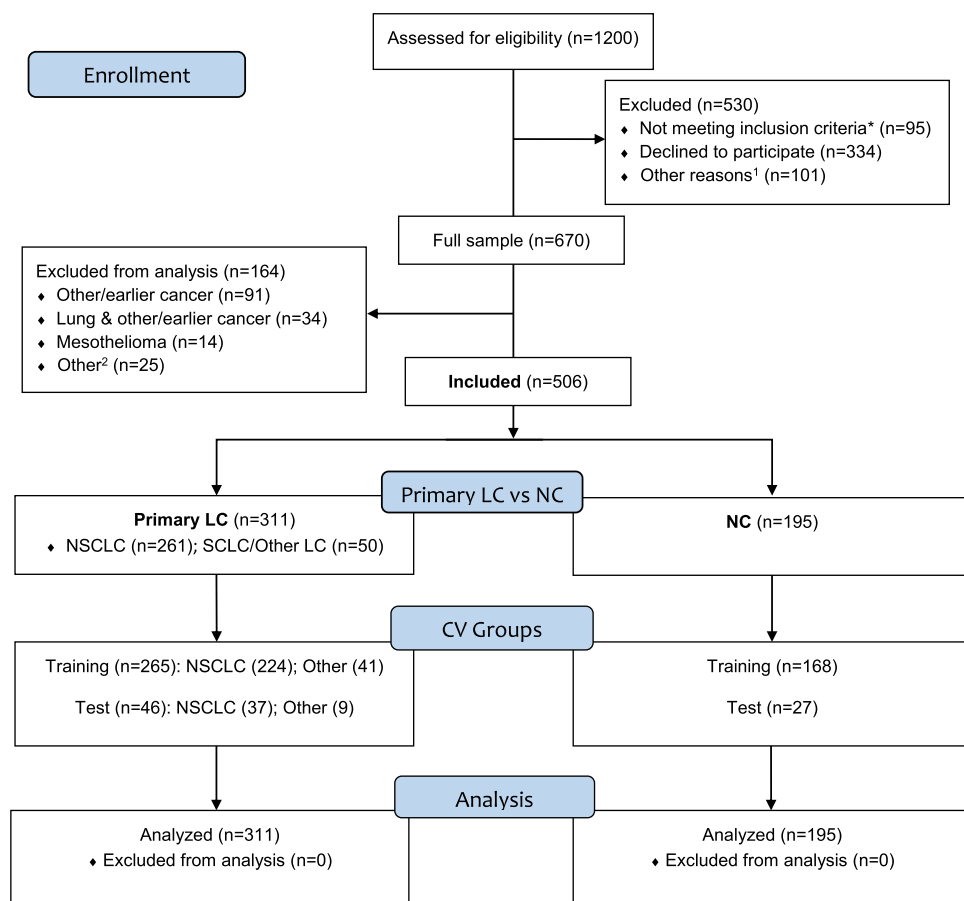 Assessed for eligibility (n=1200)
Enrollment
Excluded (n=530)
♦ Not meeting inclusion criteria* (n=95)
♦ Declined to participate (n=334)
♦ Other reasons¹ (n=101)
Full sample (n=670)
Excluded from analysis (n=164)
♦ Other/earlier cancer (n=91)
♦ Lung & other/earlier cancer (n=34)
♦ Mesothelioma (n=14)
♦ Other² (n=25)
Included (n=506)
Primary LC vs NC
Primary LC (n=311)
♦ NSCLC (n=261); SCLC/Other LC (n=50)
NC (n=195)
CV Groups
Training (n=265): NSCLC (224); Other (41)
Test (n=46): NSCLC (37); Other (9)
Training (n=168)
Test (n=27)
Analysis
Analyzed (n=311)
♦ Excluded from analysis (n=0)
Analyzed (n=195)
♦ Excluded from analysis (n=0)